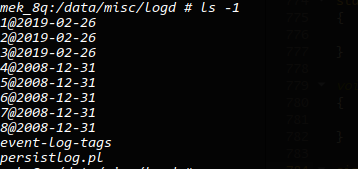 mek_8q:/data/misc/logd # ls -1
1@2019-02-26
2@2019-02-26
3@2019-02-26
4@2008-12-31
5@2008-12-31
6@2008-12-31
7@2008-12-31
8@2008-12-31
event-log-tags
persistlog.pl